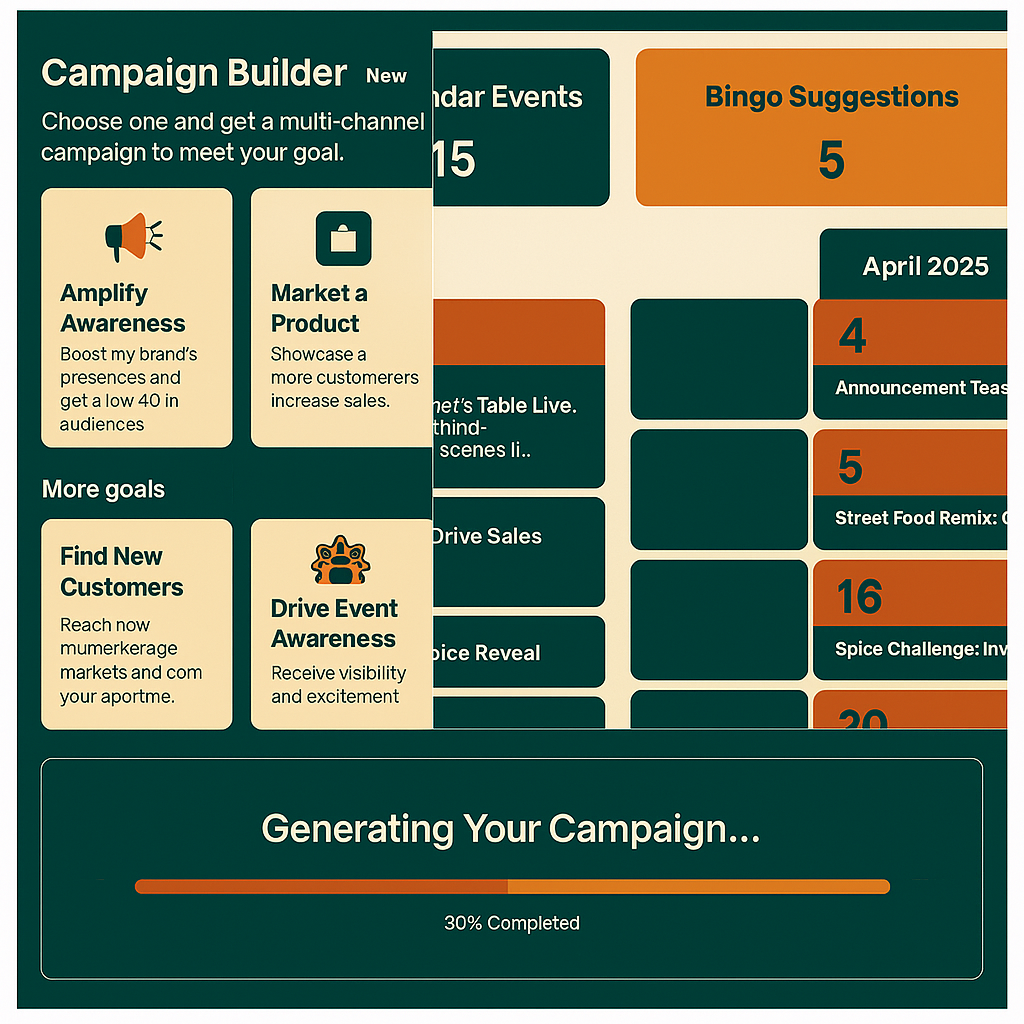 Campaign Builder New
Choose one and get a multi-channel
campaign to meet your goal.
Amplify
Awareness
Boost my brand's
presences and
get a low 40 in
audiences
Market a
Product
Showcase a
more customerers
increase sales.
More goals
Find New
Customers
Reach now
mumerkerage
markets and com
your aportme.
Drive Event
Awareness
Receive visibility
and excitement
ndar Events
15
Bingo Suggestions
5
net's Table Live.
thind-
scenes li..
Drive Sales
oice Reveal
April 2025
4
Announcement Teas
5
Street Food Remix:
16
Spice Challenge: Inv
20
Generating Your Campaign...
30% Completed